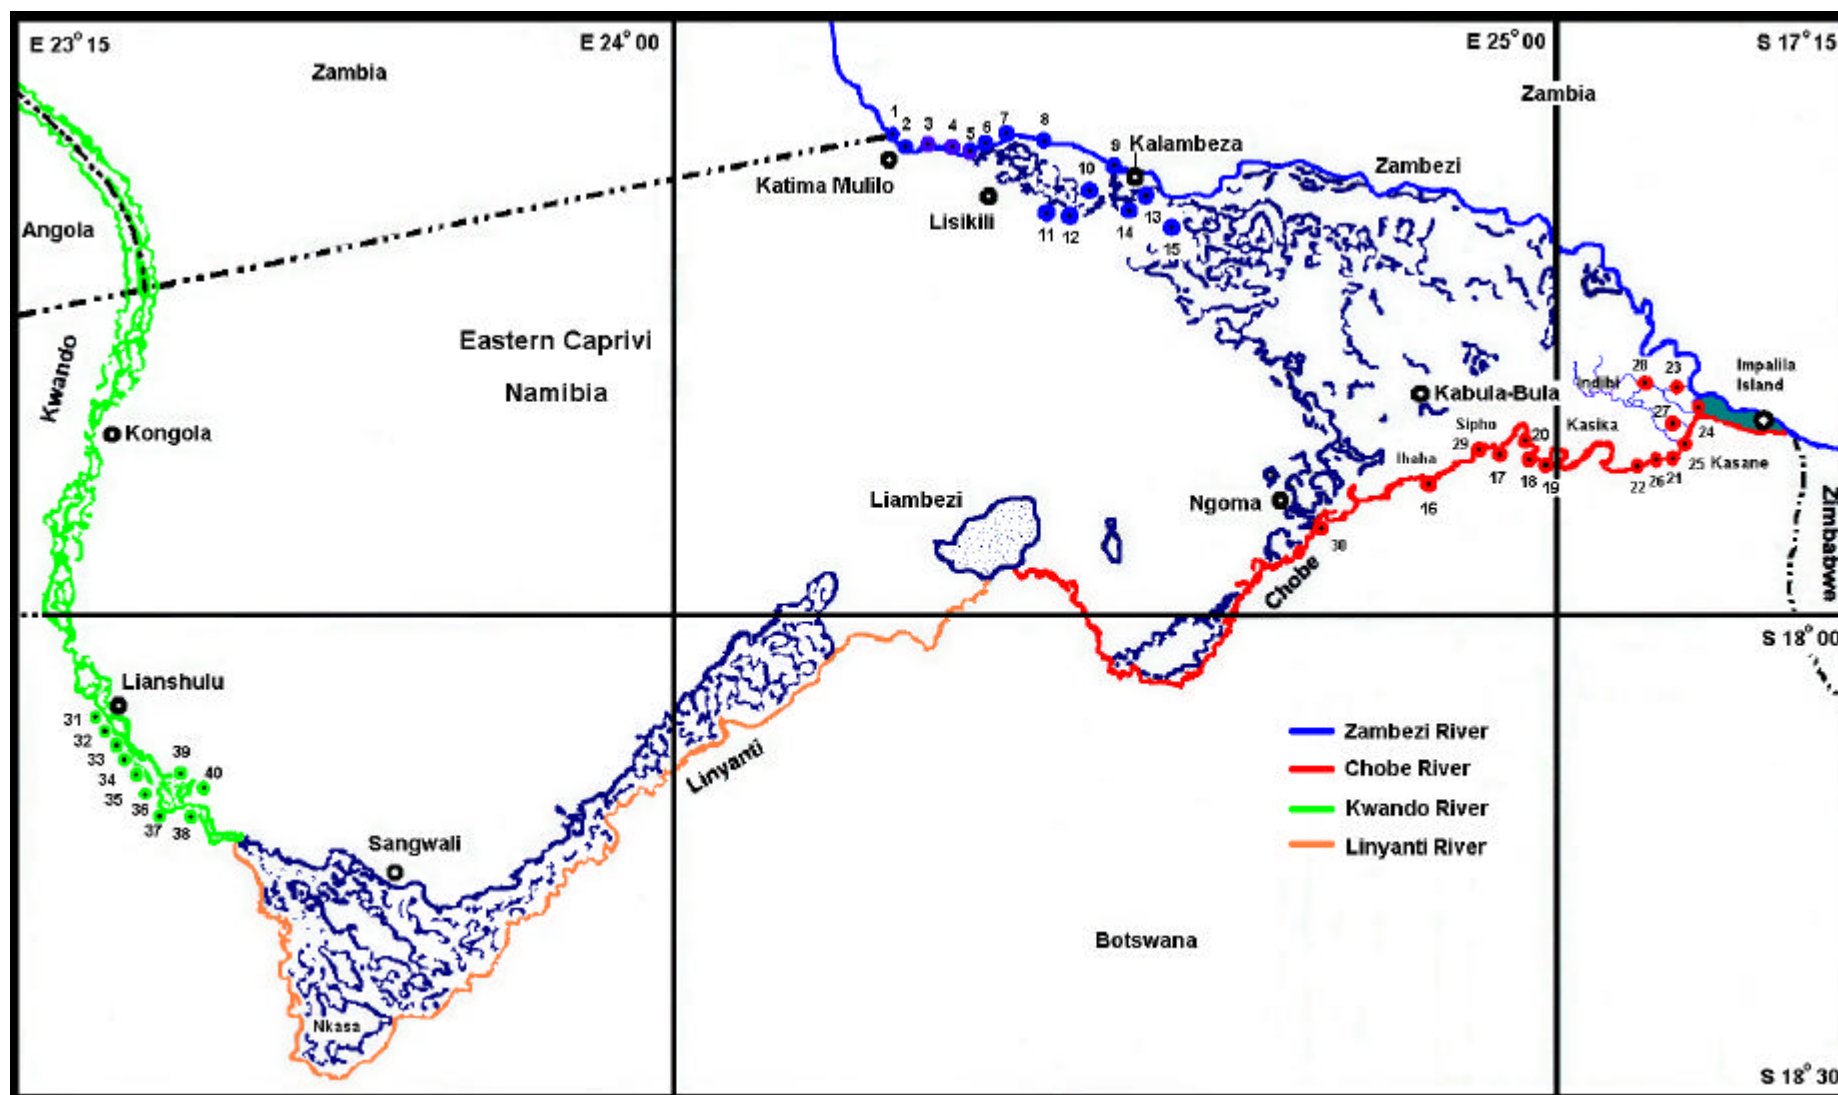 E 23° 15
E 24° 00
E 25° 00
S 17° 15
Zambia
Zambia
1
2
3
4
5
6
7
8
9
Kalambeza
Katima Mulilo
Lisikili
10
11
12
13
14
15
Zambezi
Angola
Kwando
Eastern Caprivi
Namibia
Kongola
Impalila
Island
28
23
Indibi
Kabula-Bula
27
24
Sipho
Kasika
29
20
17
18
19
22
26
21
25
Kasane
Ihaha
16
Ngoma
30
Liambezi
Chobe
Zimbabwe
S 18° 00
Lianshulu
31
32
33
34
35
36
37
38
39
40
Linyanti
Sangwali
Nkasa
Botswana
Zambezi River
Chobe River
Kwando River
Linyanti River
S 18° 30